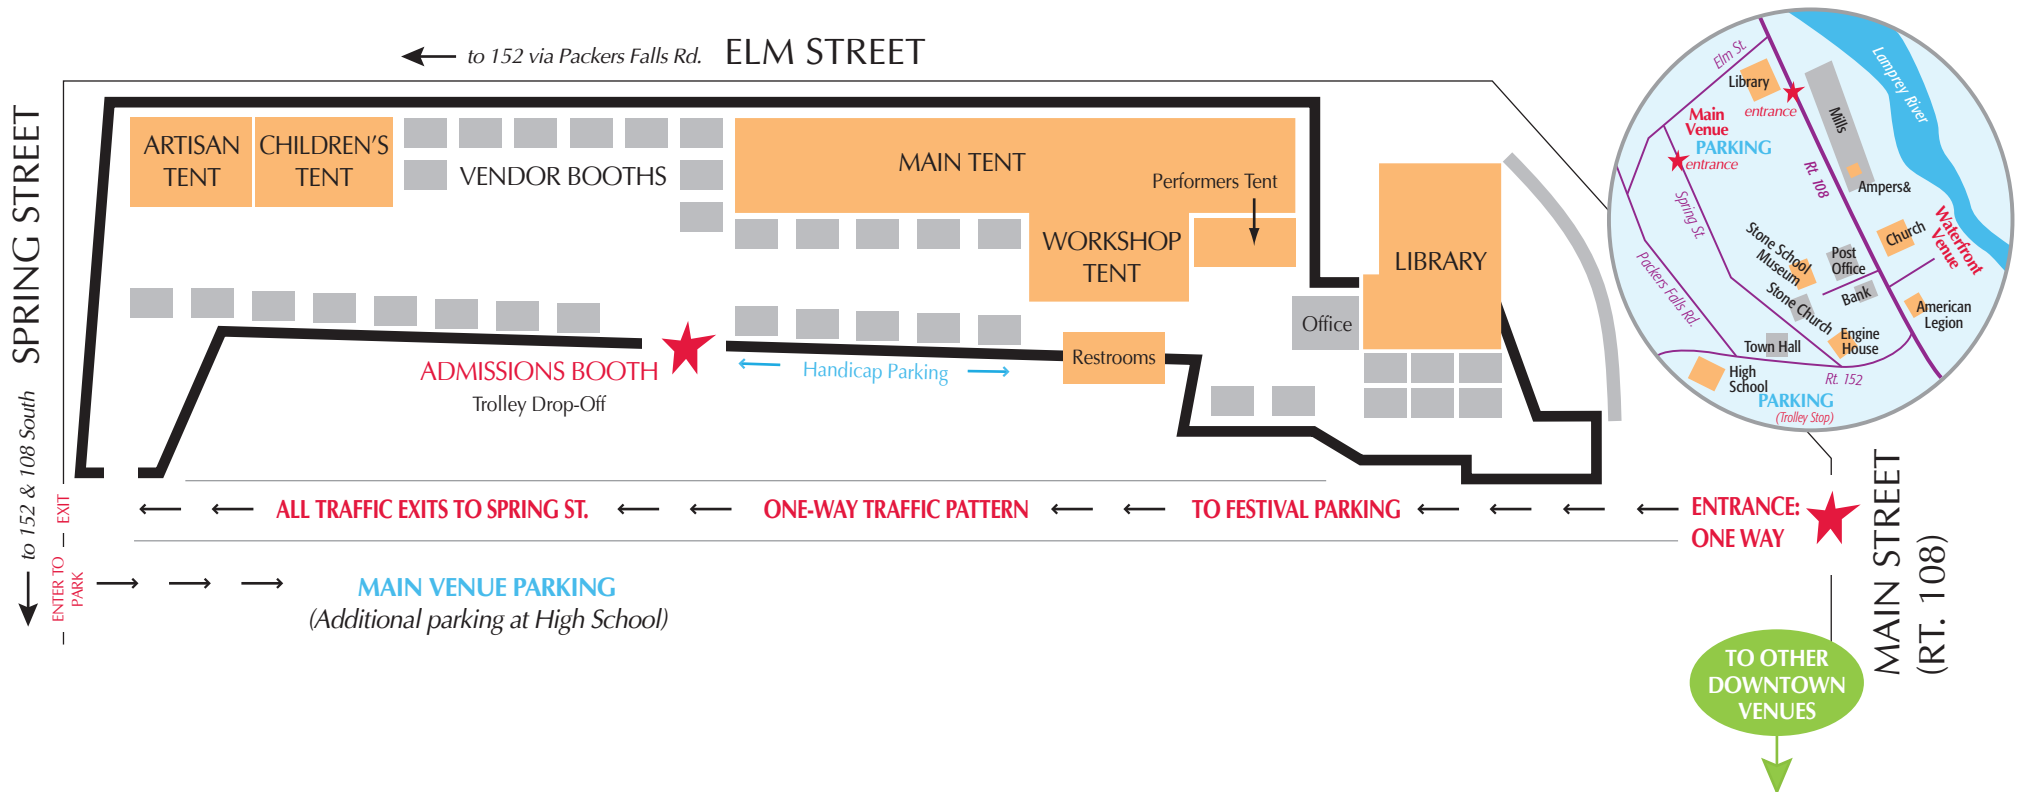 to 152 via Packers Falls Rd. ELM STREET
SPRING STREET
to 152 & 108 South
ARTISAN
TENT
CHILDREN'S
TENT
VENDOR BOOTHS
MAIN TENT
Performers Tent
WORKSHOP
TENT
LIBRARY
Office
Restrooms
ADMISSIONS BOOTH
Trolley Drop-Off
Handicap Parking
EXIT
ENTER TO
PARK
ALL TRAFFIC EXITS TO SPRING ST.
ONE-WAY TRAFFIC PATTERN
TO FESTIVAL PARKING
ENTRANCE:
ONE WAY
MAIN VENUE PARKING
(Additional parking at High School)
MAIN STREET
(RT. 108)
TO OTHER
DOWNTOWN
VENUES
Elm St.
Library
entrance
Main
Venue
PARKING
entrance
Mills
Lamprey River
Rt. 108
Ampers&
Spring St.
Packers Falls Rd.
Stone School
Museum
Stone Church
Post
Office
Bank
Church
Waterfront
Venue
American
Legion
Engine
House
Town Hall
Rt. 152
High
School
PARKING
(Trolley Stop)